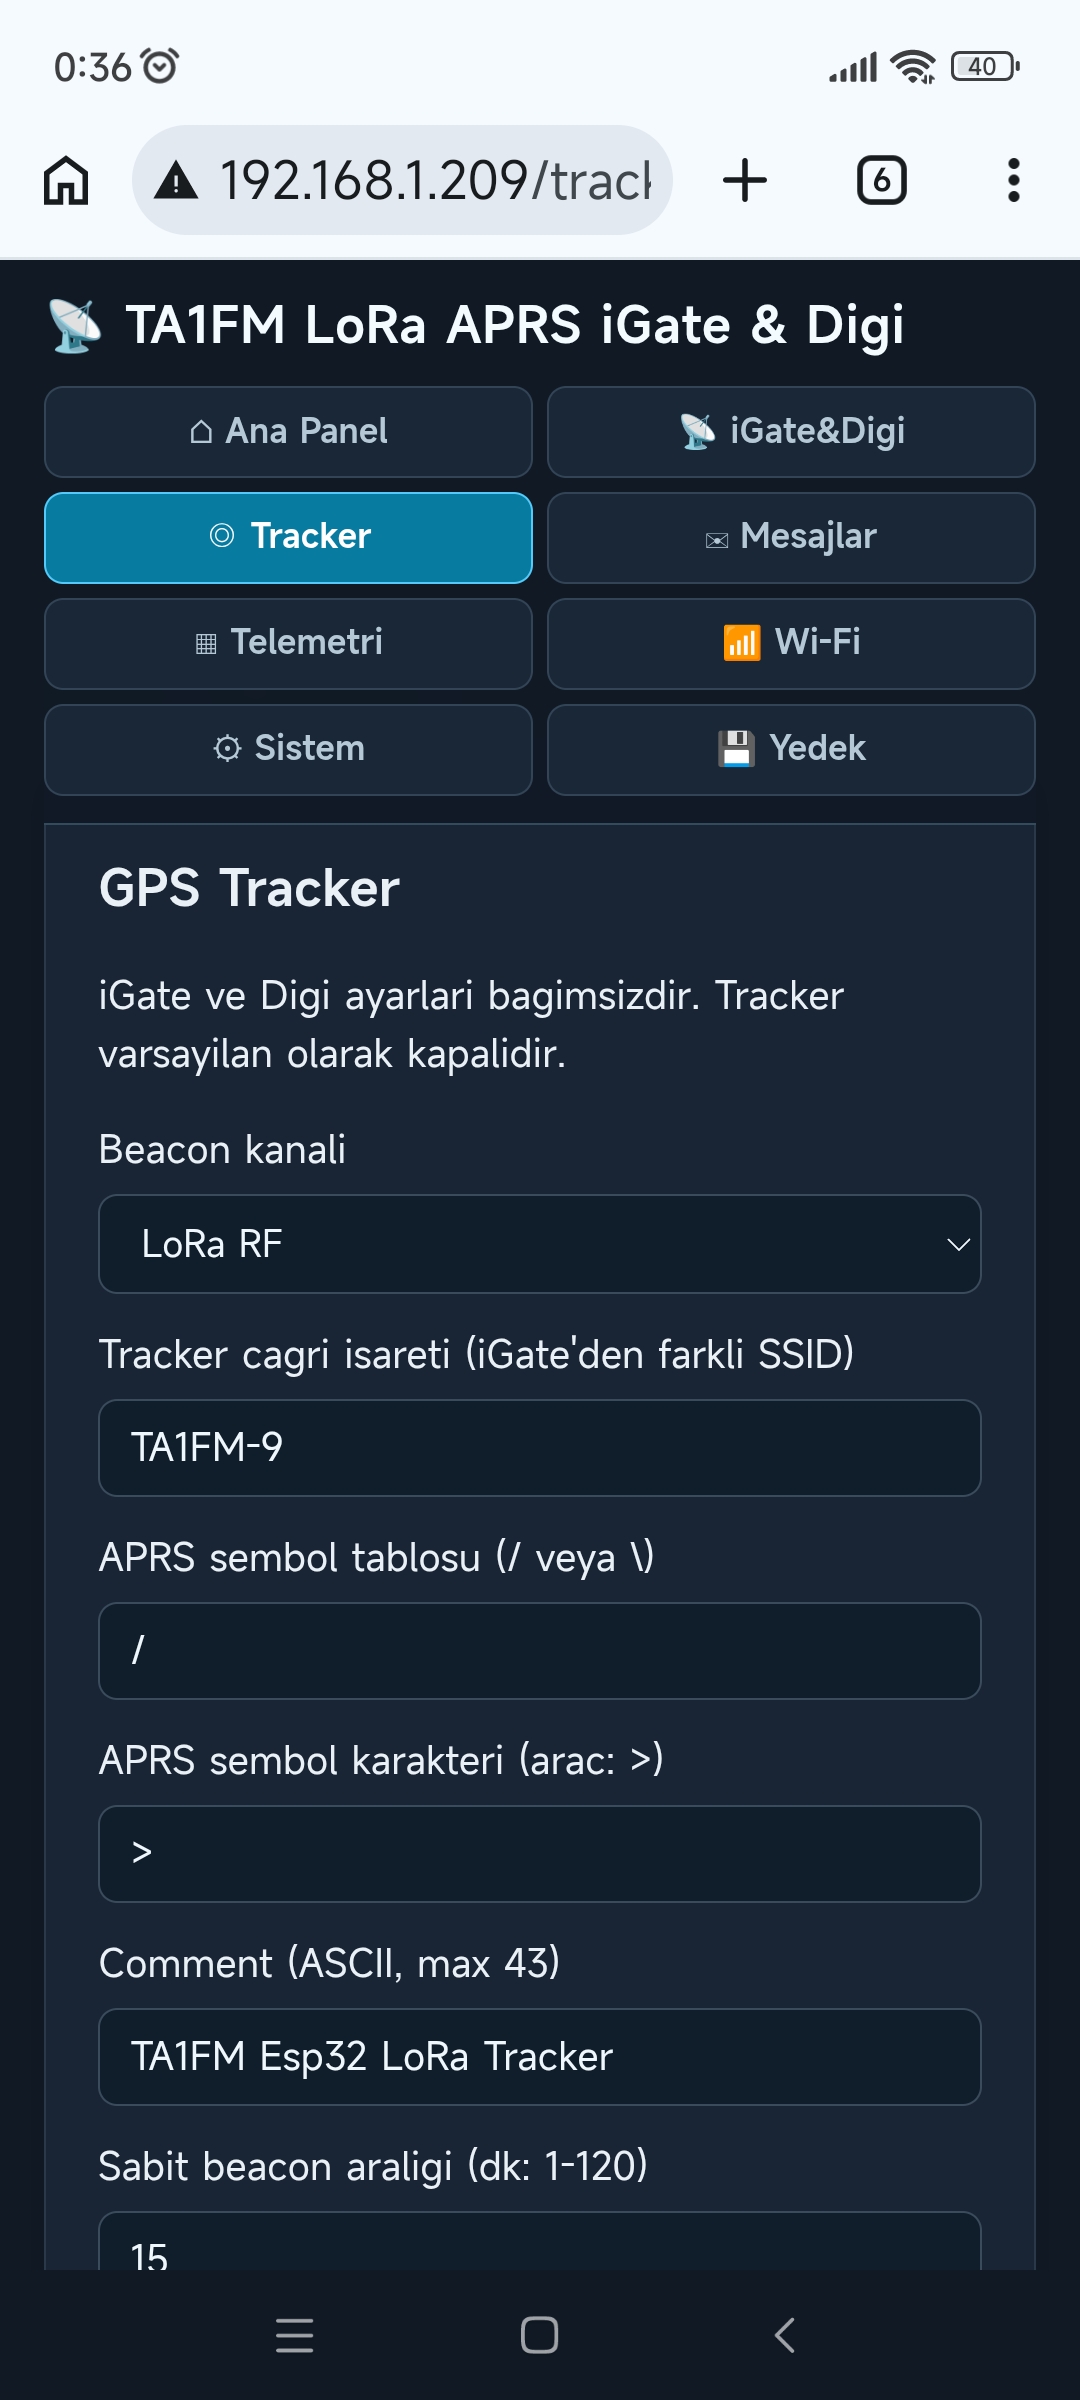 0:36
40
192.168.1.209/track
6
TA1FM LoRa APRS iGate & Digi
Ana Panel
iGate&Digi
Tracker
Mesajlar
Telemetri
Wi-Fi
Sistem
Yedek
GPS Tracker
iGate ve Digi ayarlari bagimsizdir. Tracker
varsayilan olarak kapalidir.
Beacon kanali
LoRa RF
Tracker cagri isareti (iGate'den farkli SSID)
TA1FM-9
APRS sembol tablosu (/ veya \)
/
APRS sembol karakteri (arac: >)
>
Comment (ASCII, max 43)
TA1FM Esp32 LoRa Tracker
Sabit beacon araligi (dk: 1-120)
15